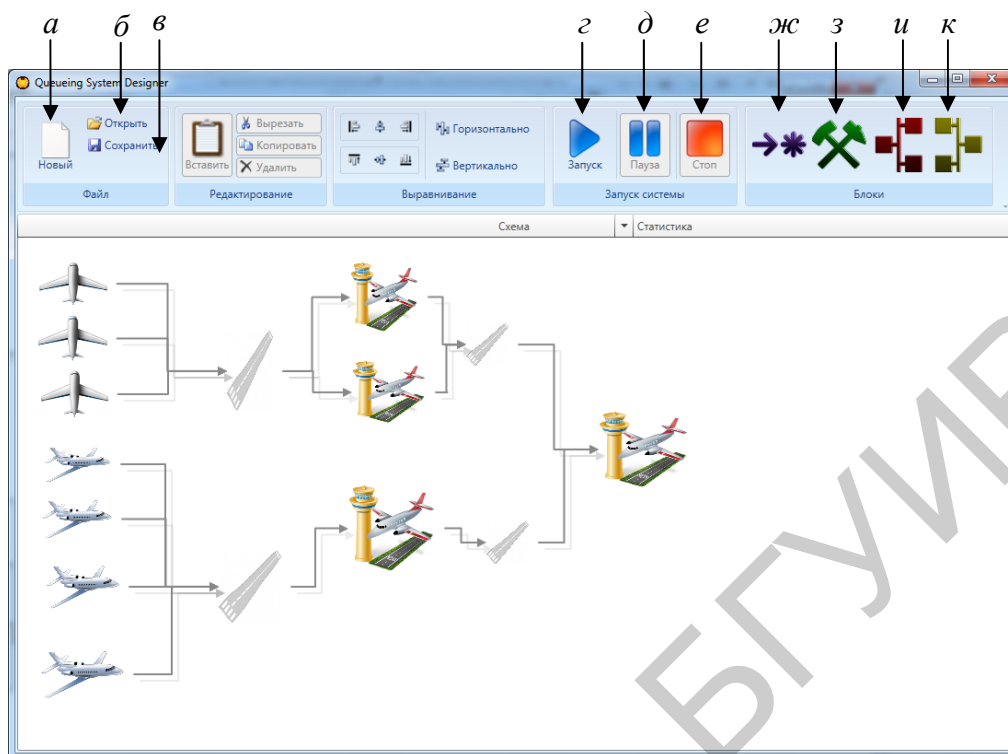 а б в г д е ж з и к
Queueing System Designer
Новый
Открыть
Сохранить
Файл
Вставить
Вырезать
Копировать
Удалить
Редактирование
Горизонтально
Вертикально
Выравнивание
Запуск
Пауза
Стоп
Запуск системы
Блоки
Схема
Статистика
БГУИР